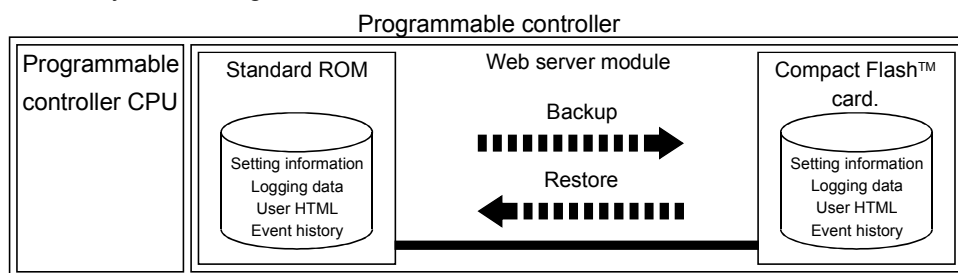 Programmable controller
Programmable
controller CPU
Standard ROM
Setting information
Logging data
User HTML
Event history
Web server module
Backup
Restore
Compact Flash™
card.
Setting information
Logging data
User HTML
Event history